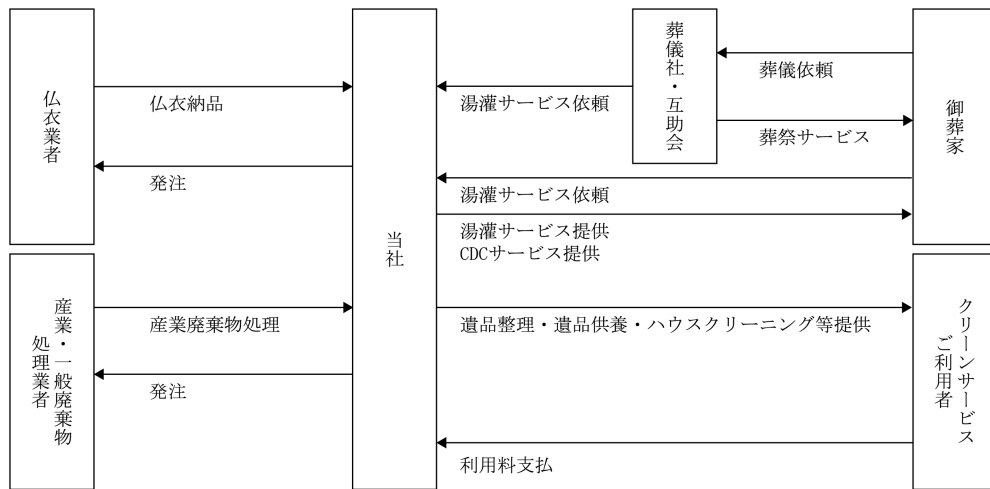 仏衣業者
仏衣納品
発注
産業・一般廃棄物
処理業者
産業廃棄物処理
発注
当社
葬儀社・互助会
湯灌サービス依頼
葬儀依頼
葬祭サービス
御葬家
湯灌サービス依頼
湯灌サービス提供
CDCサービス提供
遺品整理・遺品供養・ハウスクリーニング等提供
利用料支払
クリーンサービス
ご利用者